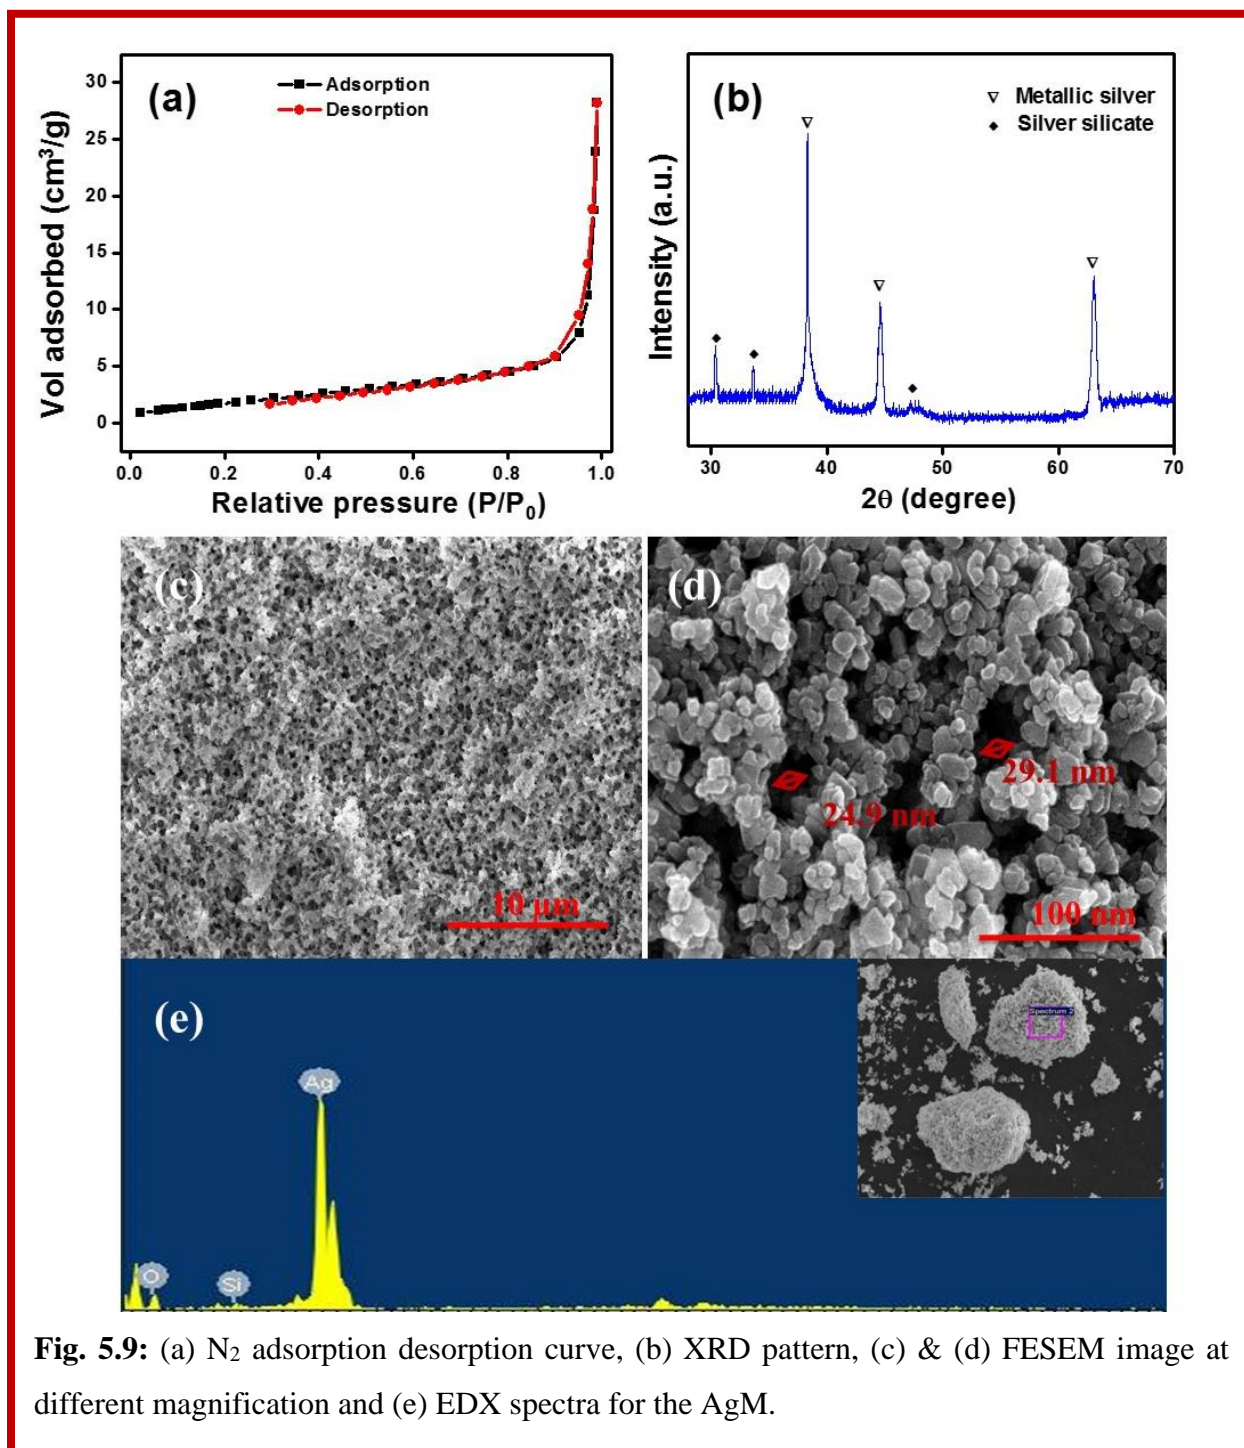 (a)
Adsorption
Desorption
30
25
20
15
10
5
0
Vol adsorbed (cm³/g)
0.0 0.2 0.4 0.6 0.8 1.0
Relative pressure (P/P₀)
(b)
▽ Metallic silver
◆ Silver silicate
Intensity (a.u.)
30 40 50 60 70
2θ (degree)
(c)
10 µm
(d)
29.1 nm
24.9 nm
100 nm
(e)
Spectrum 2
Ag
O
Si
Fig. 5.9: (a) N₂ adsorption desorption curve, (b) XRD pattern, (c) & (d) FESEM image at
different magnification and (e) EDX spectra for the AgM.